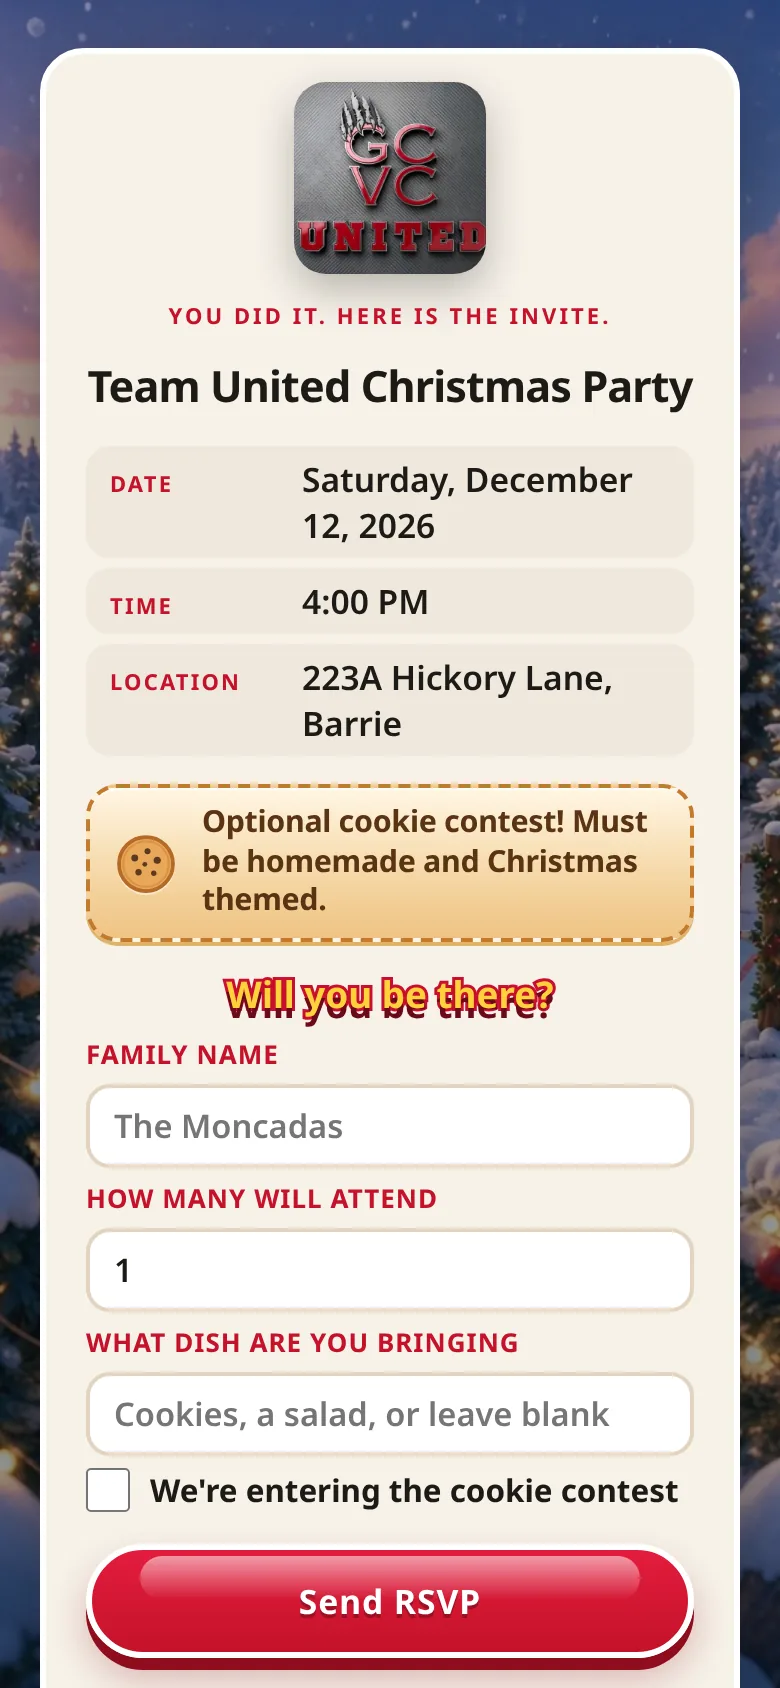 GC
VC
UNITED
YOU DID IT. HERE IS THE INVITE.
Team United Christmas Party
DATE
Saturday, December
12, 2026
TIME
4:00 PM
LOCATION
223A Hickory Lane,
Barrie
Optional cookie contest! Must
be homemade and Christmas
themed.
Will you be there?
FAMILY NAME
The Moncadas
HOW MANY WILL ATTEND
1
WHAT DISH ARE YOU BRINGING
Cookies, a salad, or leave blank
We're entering the cookie contest
Send RSVP